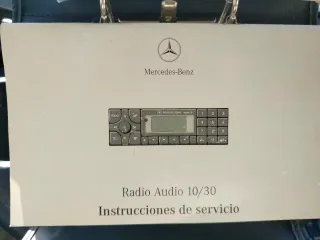 Mercedes-Benz
Radio Audio 10/30
Instrucciones de servicio